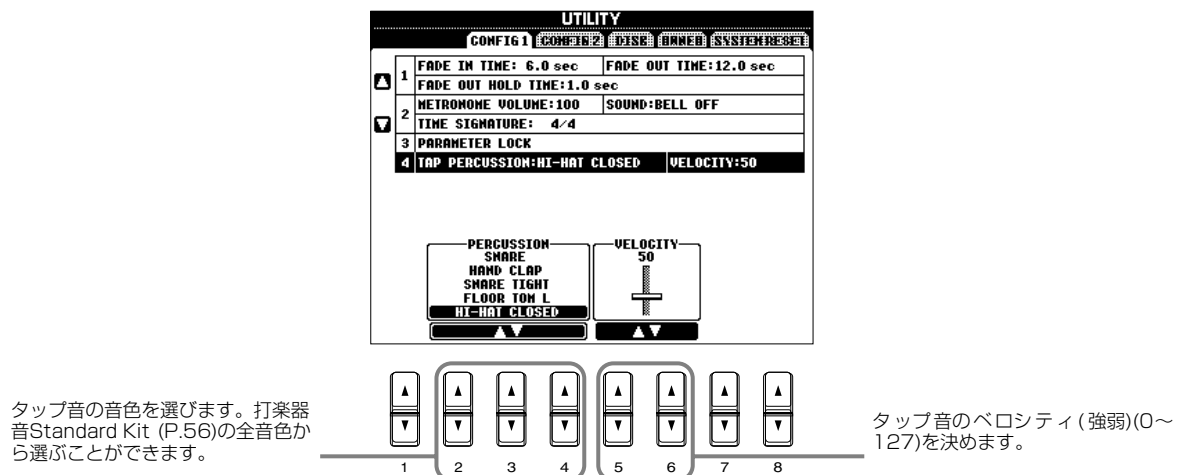 UTILITY
CONFIG 1 CONFIG 2 DISK OWNER SYSTEM RESET
1 FADE IN TIME: 6.0 sec FADE OUT TIME:12.0 sec
FADE OUT HOLD TIME:1.0 sec
2 METRONOME VOLUME:100 SOUND:BELL OFF
TIME SIGNATURE: 4/4
3 PARAMETER LOCK
4 TAP PERCUSSION:HI-HAT CLOSED VELOCITY:50
PERCUSSION
SNARE
HAND CLAP
SNARE TIGHT
FLOOR TOM L
HI-HAT CLOSED
VELOCITY
50
タップ音の音色を選びます。打楽器
音Standard Kit (P.56)の全音色か
ら選ぶことができます。
1 2 3 4 5 6 7 8
タップ音のベロシティ(強弱)(0～
127)を決めます。